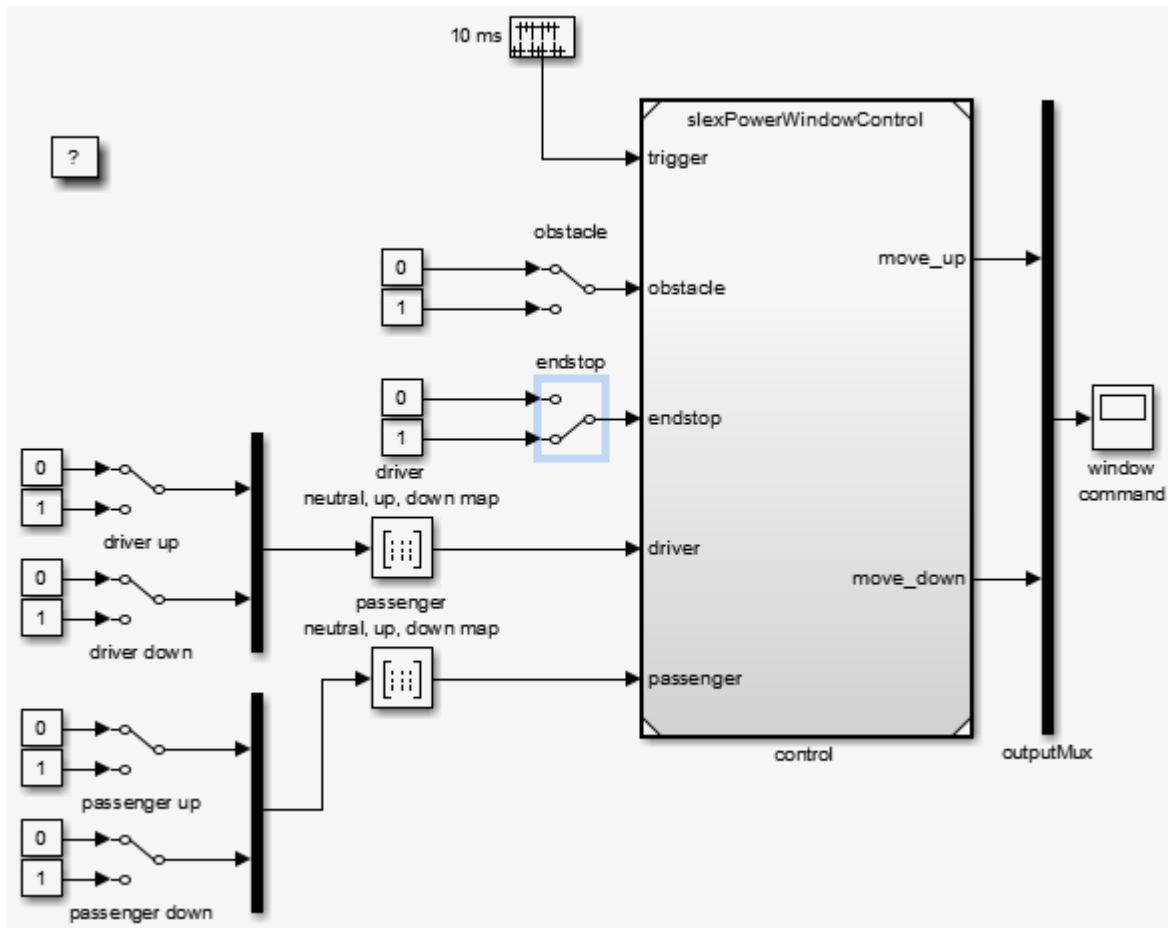 10 ms
slexPowerWindowControl
trigger
?
obstacle
0
1
obstacle
move_up
endstop
0
1
endstop
driver
neutral, up, down map
window
command
0
1
driver up
driver
move_down
0
1
driver down
passenger
neutral, up, down map
passenger
0
1
passenger up
control
outputMux
0
1
passenger down